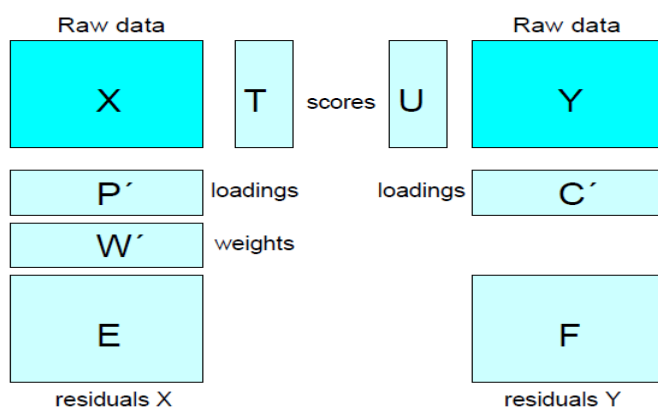 Raw data
Raw data
X
T
scores
U
Y
P´
loadings
loadings
C´
W´
weights
E
F
residuals X
residuals Y